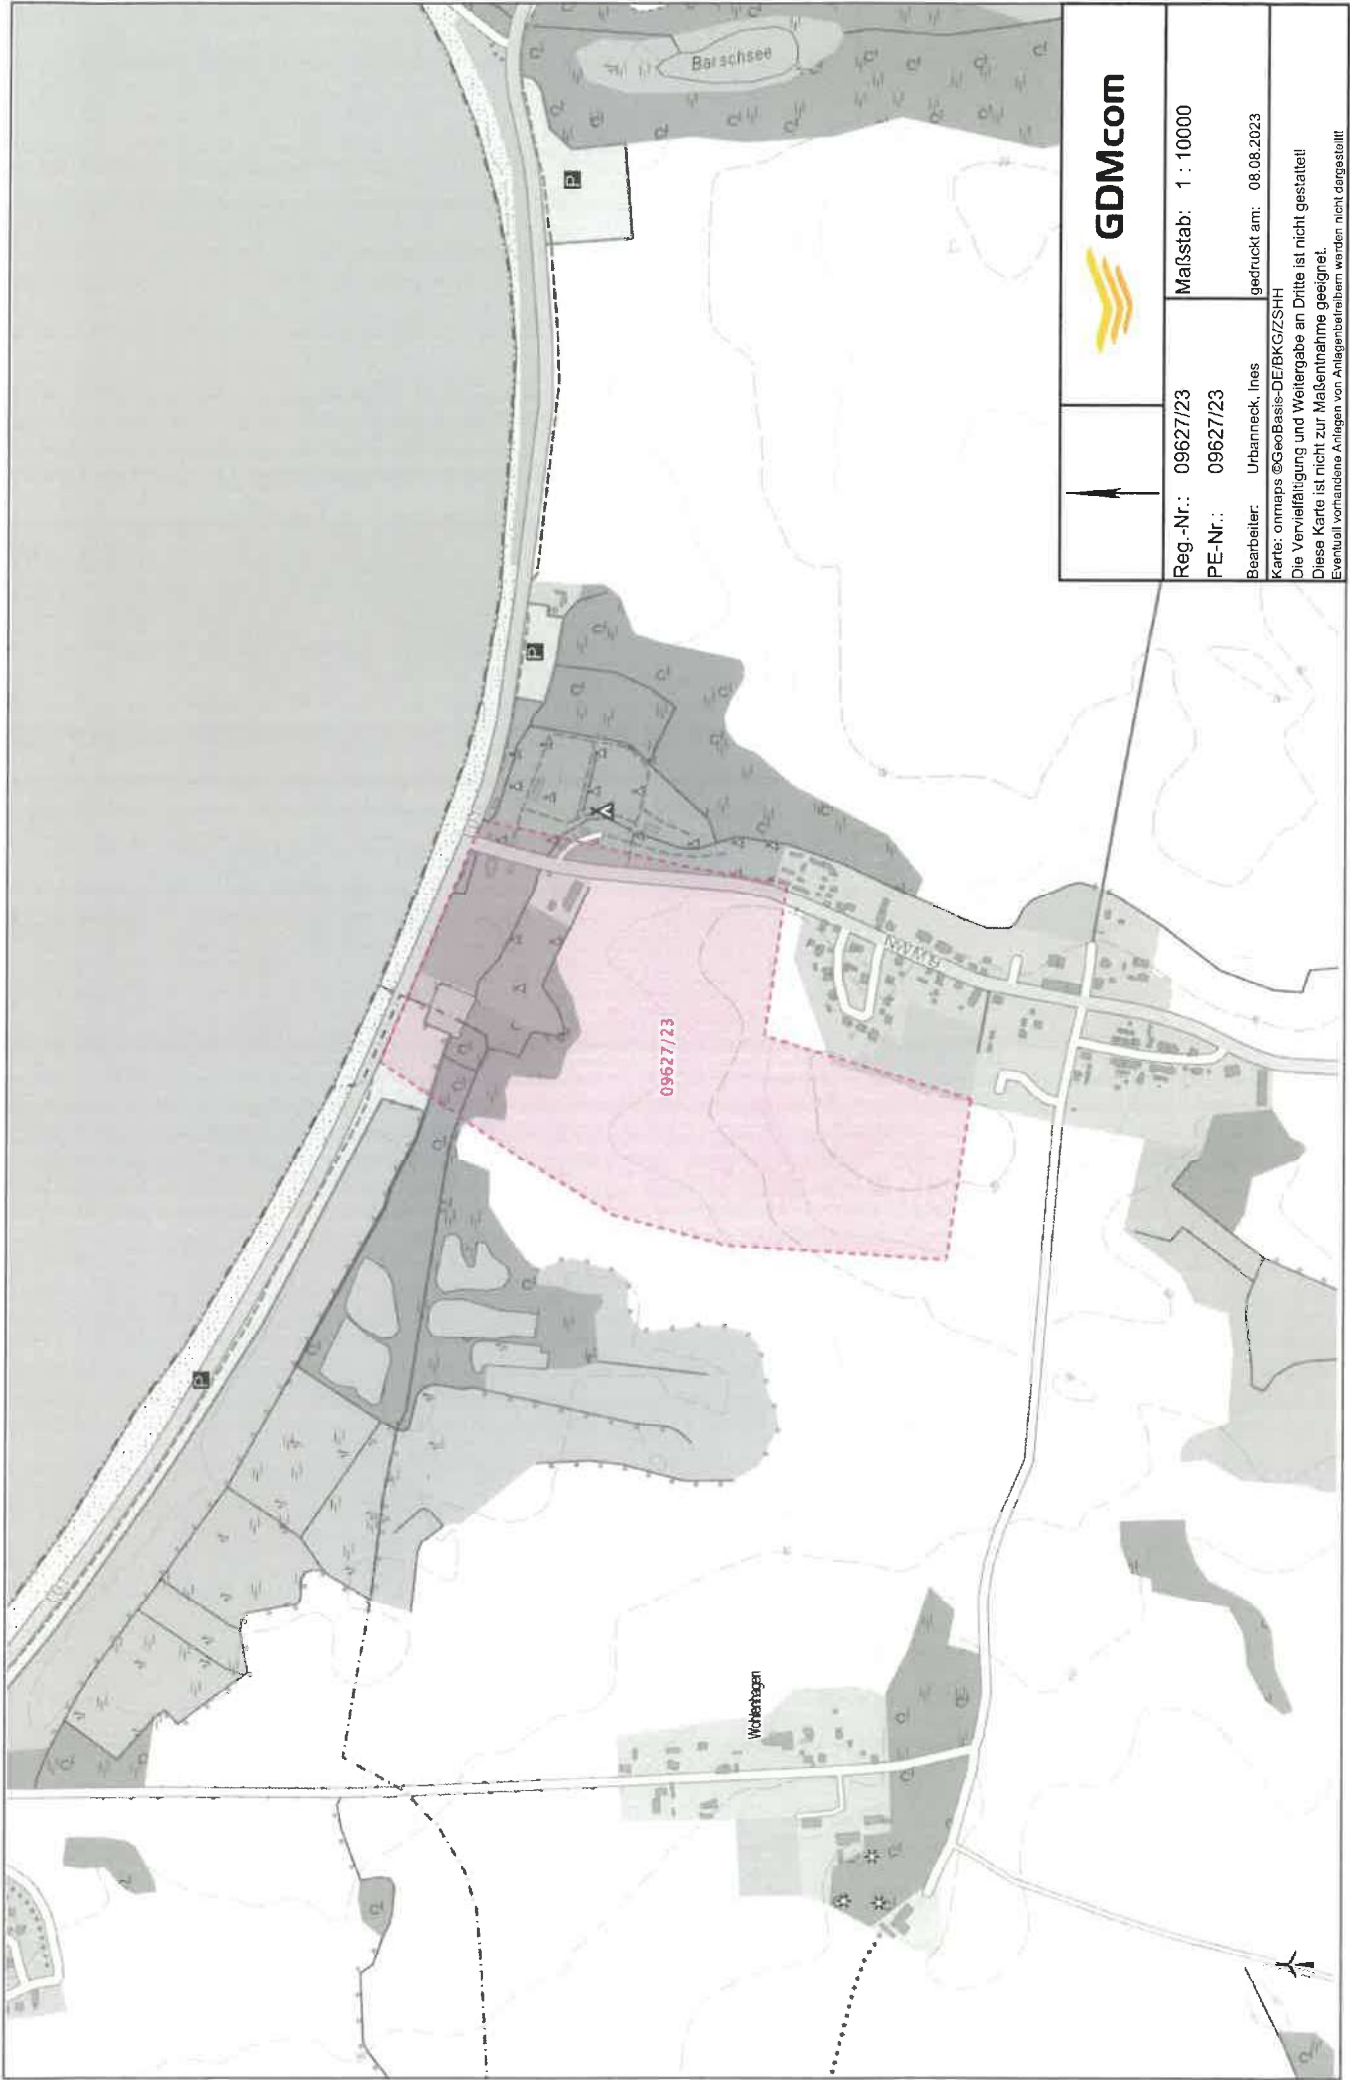 Barschsee
P
P
P
09627/23
Wohlenhagen
GDMcom
Reg.-Nr.: 09627/23
Maßstab: 1 : 10000
PE-Nr.: 09627/23
Bearbeiter: Urbanneck, Ines
gedruckt am: 08.08.2023
Karte: onmaps ©GeoBasis-DE/BKG/ZSHH
Die Vervielfältigung und Weitergabe an Dritte ist nicht gestattet!
Diese Karte ist nicht zur Maßentnahme geeignet.
Eventuell vorhandene Anlagen von Anlagenbetreibern werden nicht dargestellt!